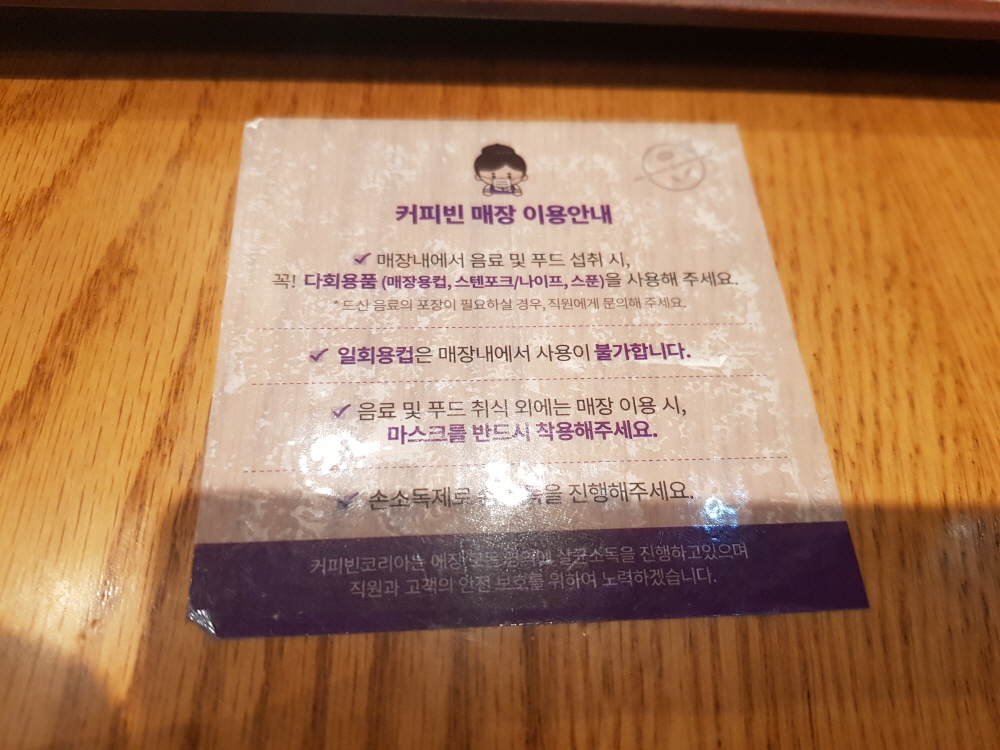 커피빈 매장 이용안내
✓ 매장내에서 음료 및 푸드 섭취 시,
꼭! 다회용품 (매장용컵, 스텐포크/나이프, 스푼)을 사용해 주세요.
* 드신 음료의 포장이 필요하실 경우, 직원에게 문의해 주세요.
✓ 일회용컵은 매장내에서 사용이 불가합니다.
✓ 음료 및 푸드 취식 외에는 매장 이용 시,
마스크를 반드시 착용해주세요.
✓ 손소독제로 진행해주세요.
커피빈코리아는 매장 살균소독을 진행하고있으며
직원과 고객의 안전 보호를 위하여 노력하겠습니다.